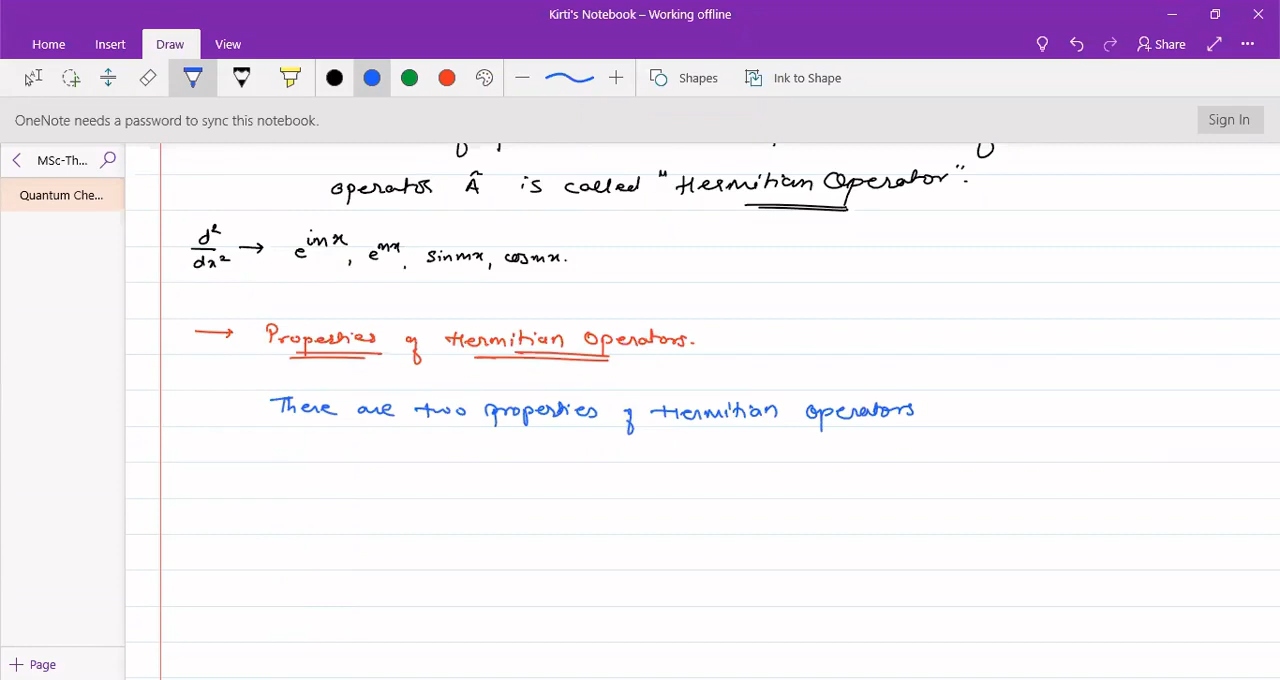 Kirti's Notebook – Working offline
Home Insert Draw View
Share
Shapes Ink to Shape
OneNote needs a password to sync this notebook.
Sign In
MSc-Th...
Quantum Che...
operator Â is called "Hermitian Operator".
d²/dx² → e^inx, e^mx, sinmx, cosmx.
→ Properties of Hermitian Operators.
There are two properties of Hermitian operators
+ Page